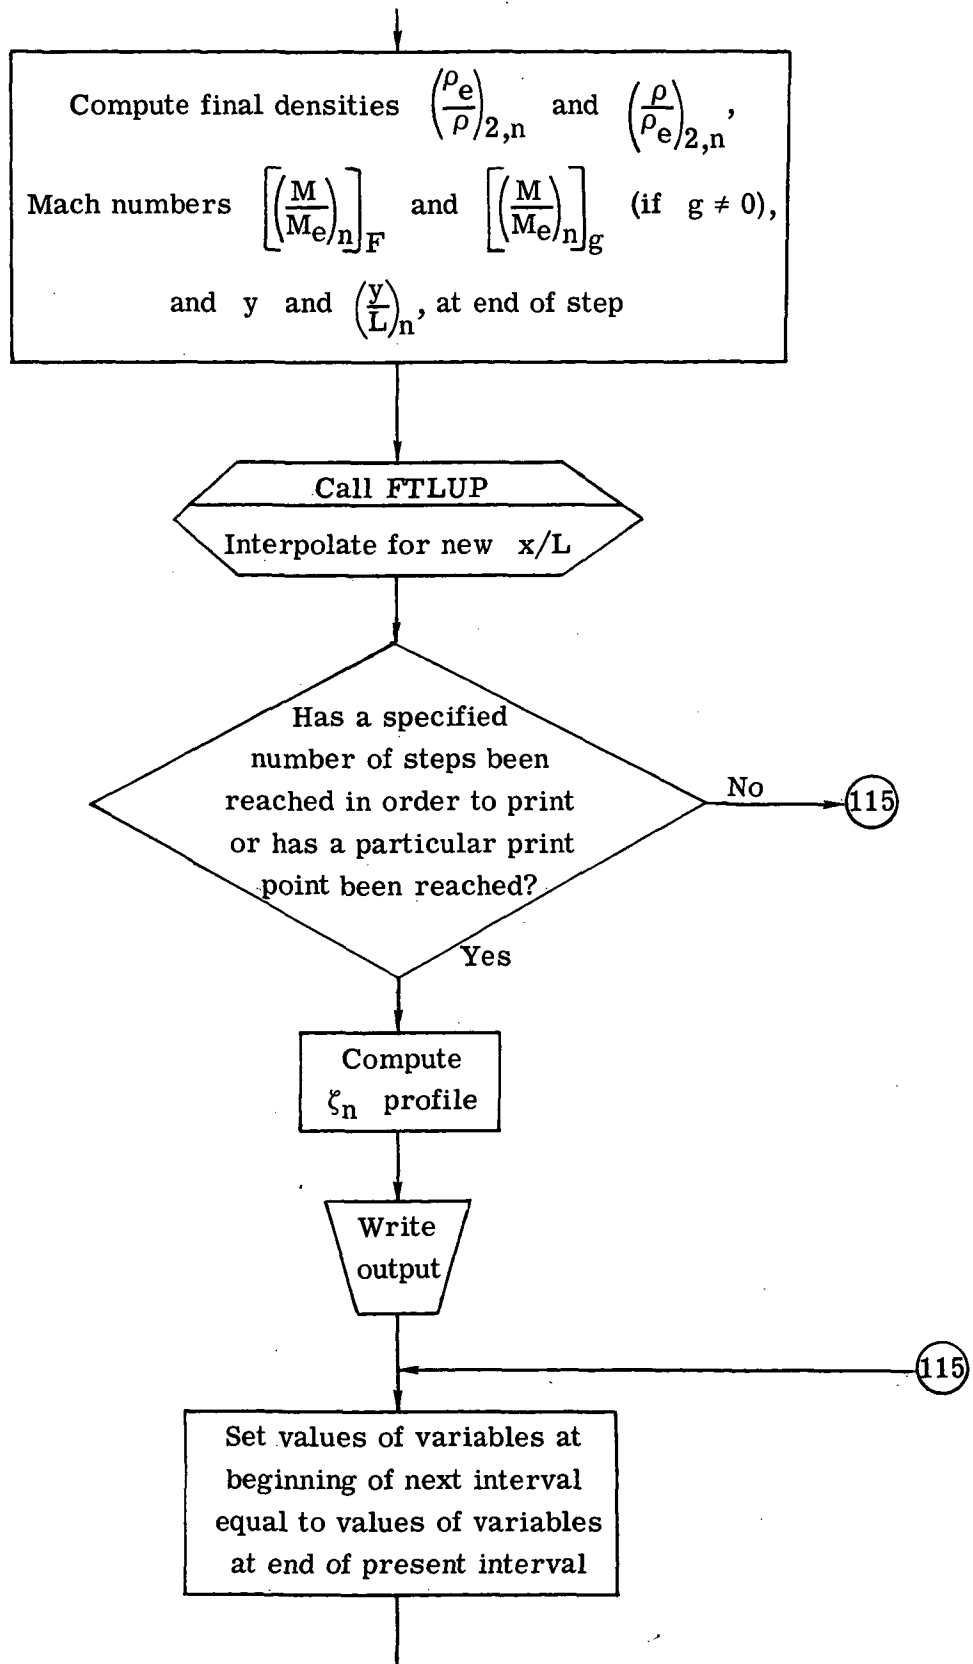 Compute final densities (ρe/ρ)2,n and (ρ/ρe)2,n,
Mach numbers [(M/Me)n]F and [(M/Me)n]g (if g ≠ 0),
and y and (y/L)n, at end of step
Call FTLUP
Interpolate for new x/L
Has a specified
number of steps been
reached in order to print
or has a particular print
point been reached?
No
115
Yes
Compute
ζn profile
Write
output
115
Set values of variables at
beginning of next interval
equal to values of variables
at end of present interval